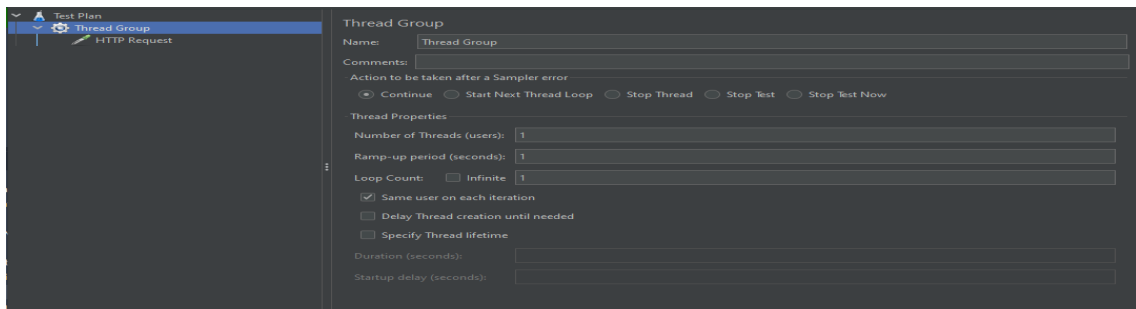 Test Plan
Thread Group
HTTP Request
Thread Group
Name: Thread Group
Comments:
Action to be taken after a Sampler error
Continue Start Next Thread Loop Stop Thread Stop Test Stop Test Now
Thread Properties
Number of Threads (users): 1
Ramp-up period (seconds): 1
Loop Count: Infinite 1
Same user on each iteration
Delay Thread creation until needed
Specify Thread lifetime
Duration (seconds):
Startup delay (seconds):